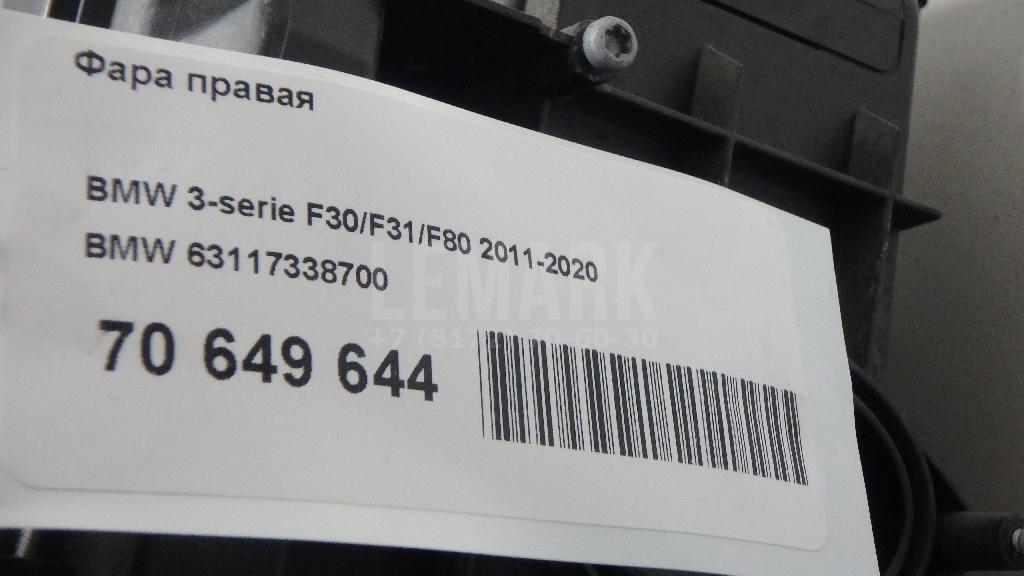 Фара правая
BMW 3-serie F30/F31/F80 2011-2020
BMW 63117338700
LEMARK
70 649 644